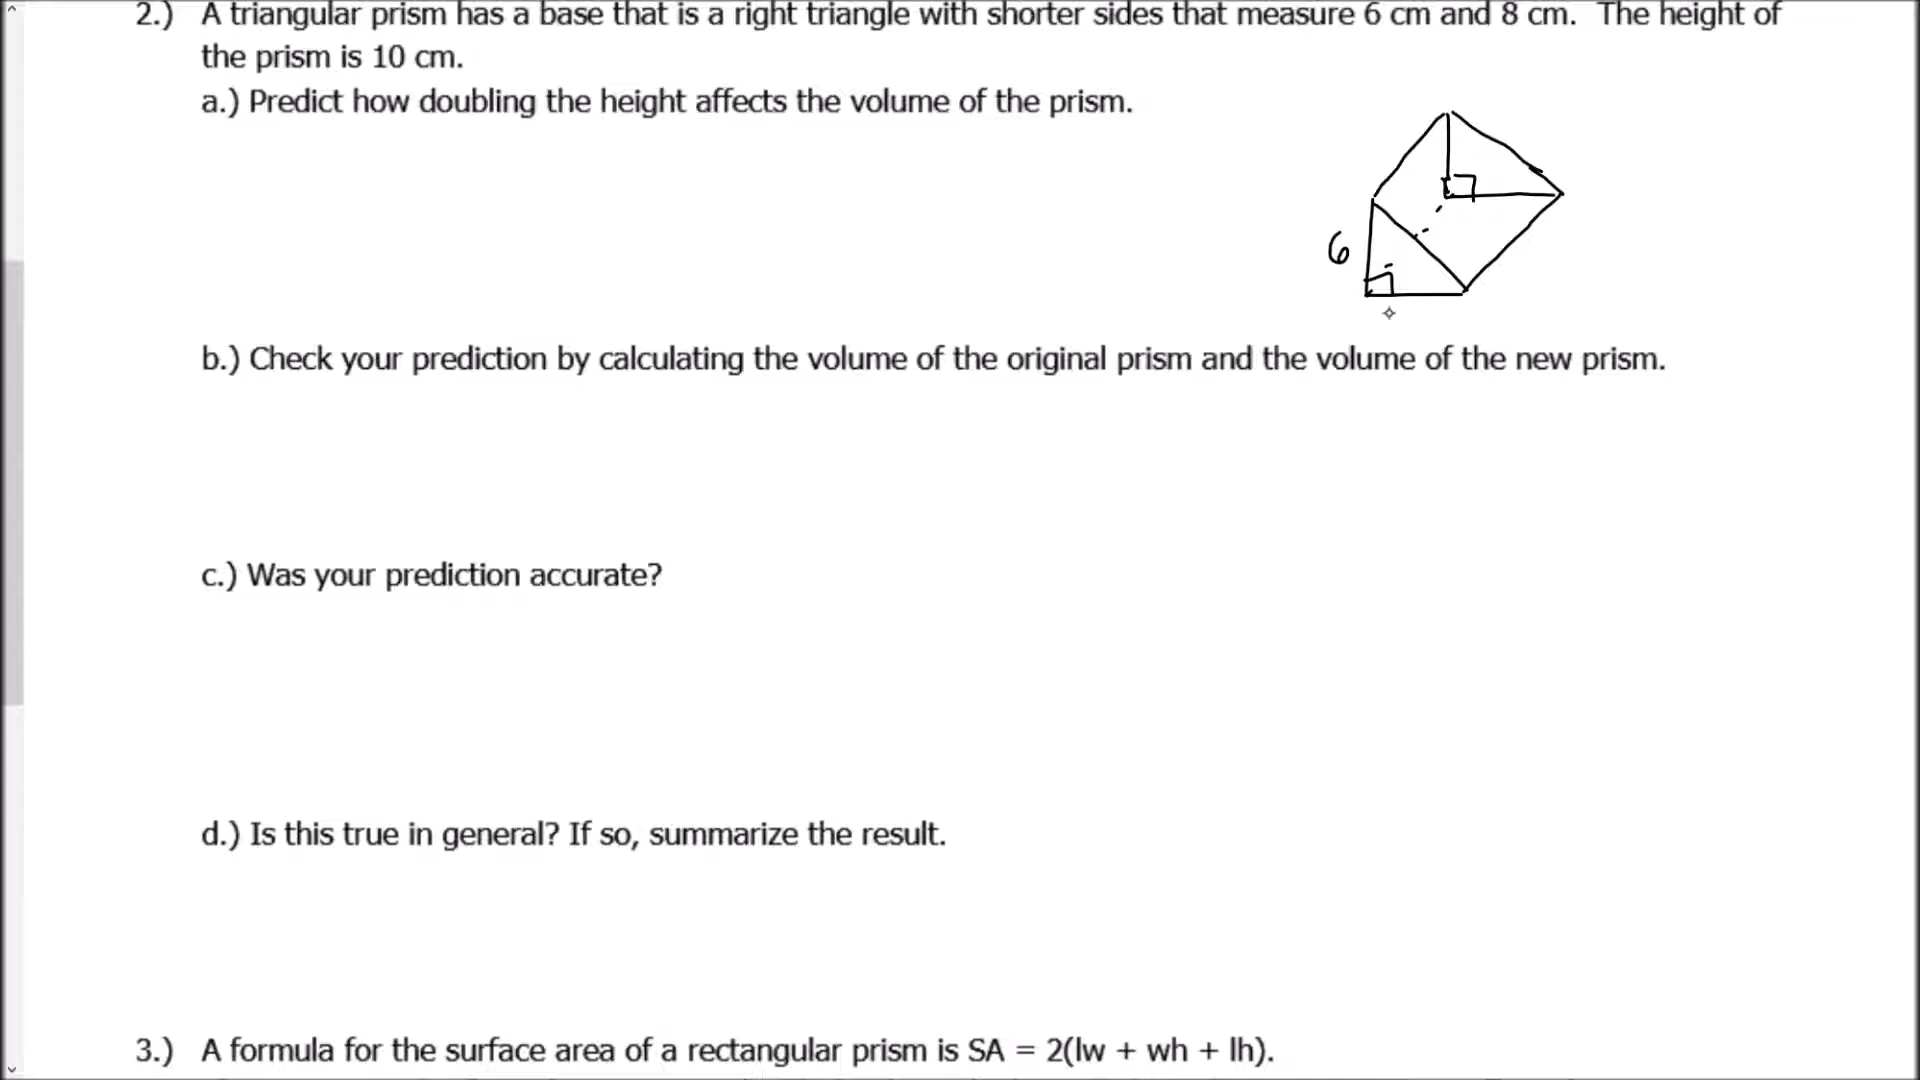 2.) A triangular prism has a base that is a right triangle with shorter sides that measure 6 cm and 8 cm. The height of
the prism is 10 cm.
a.) Predict how doubling the height affects the volume of the prism.
6
b.) Check your prediction by calculating the volume of the original prism and the volume of the new prism.
c.) Was your prediction accurate?
d.) Is this true in general? If so, summarize the result.
3.) A formula for the surface area of a rectangular prism is SA = 2(lw + wh + lh).